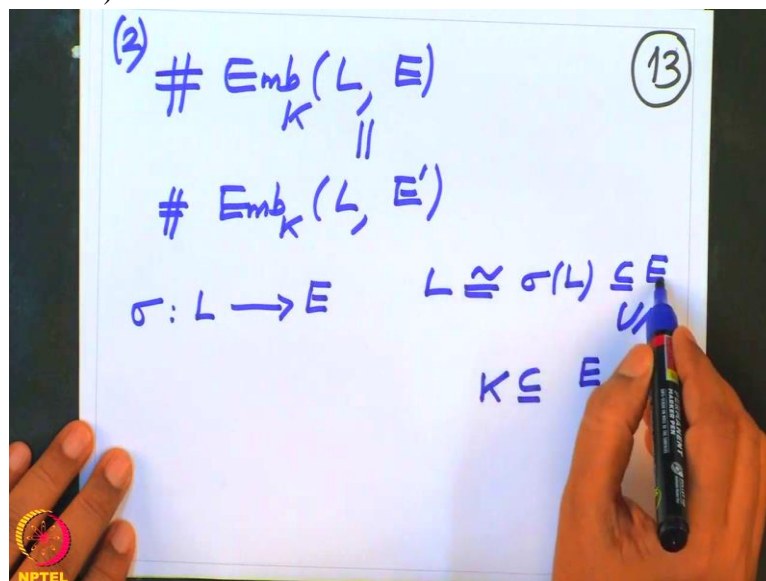 (2) # Emb_K (L, E) (13)
||
# Emb_K (L, E')
σ : L ⟶ E L ≅ σ(L) ⊆ E
K ⊆ E
NPTEL